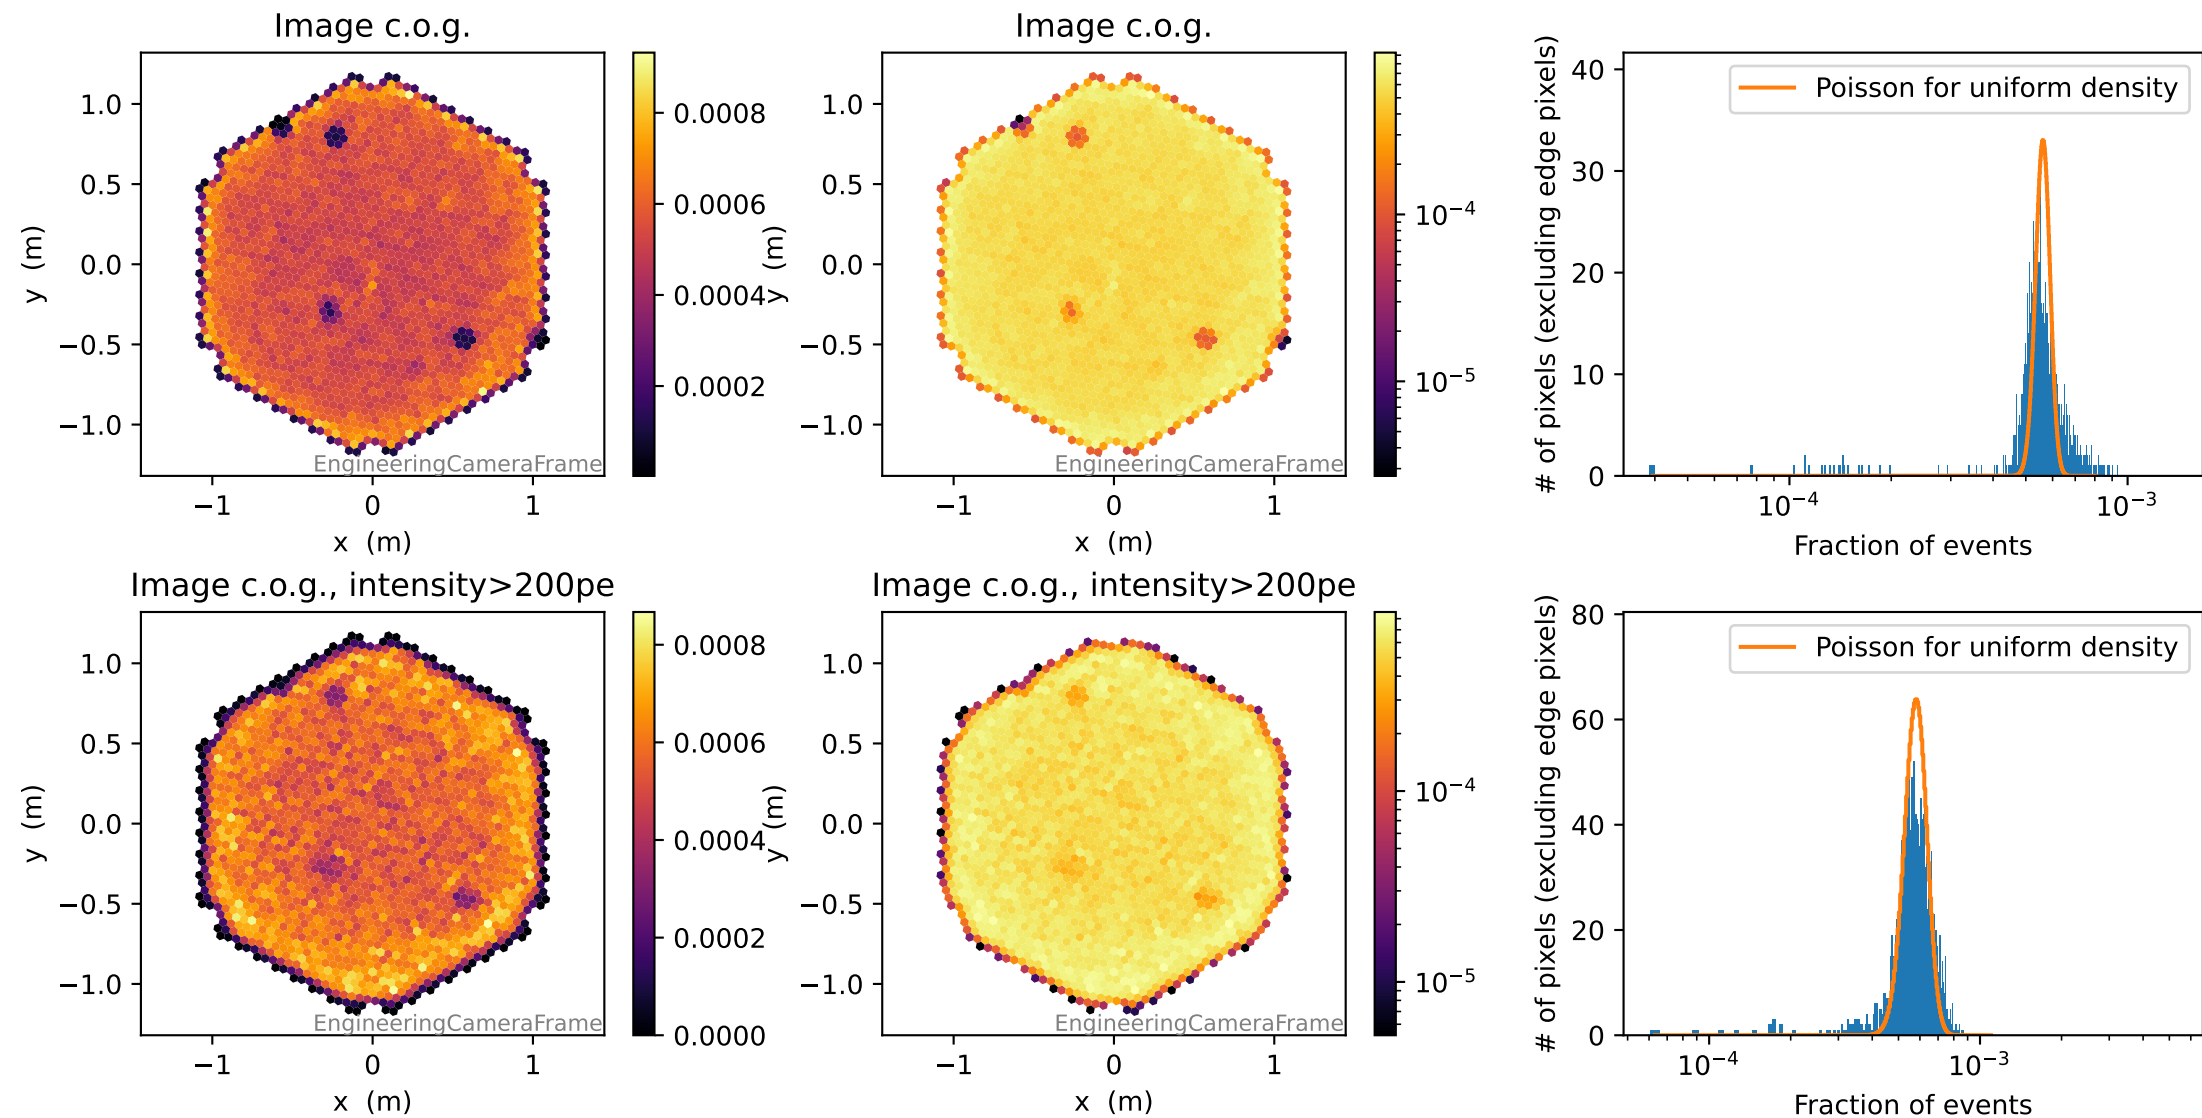 Image c.o.g.
1.0
0.5
0.0
−0.5
−1.0
y (m)
−1
0
1
x (m)
EngineeringCameraFrame
0.0008
0.0006
0.0004
0.0002
Image c.o.g.
1.0
0.5
0.0
−0.5
−1.0
y (m)
−1
0
1
x (m)
EngineeringCameraFrame
10⁻⁴
10⁻⁵
# of pixels (excluding edge pixels)
40
30
20
10
0
Poisson for uniform density
10⁻⁴
10⁻³
Fraction of events
Image c.o.g., intensity>200pe
1.0
0.5
0.0
−0.5
−1.0
y (m)
−1
0
1
x (m)
EngineeringCameraFrame
0.0008
0.0006
0.0004
0.0002
0.0000
Image c.o.g., intensity>200pe
1.0
0.5
0.0
−0.5
−1.0
y (m)
−1
0
1
x (m)
EngineeringCameraFrame
10⁻⁴
10⁻⁵
# of pixels (excluding edge pixels)
80
60
40
20
0
Poisson for uniform density
10⁻⁴
10⁻³
Fraction of events